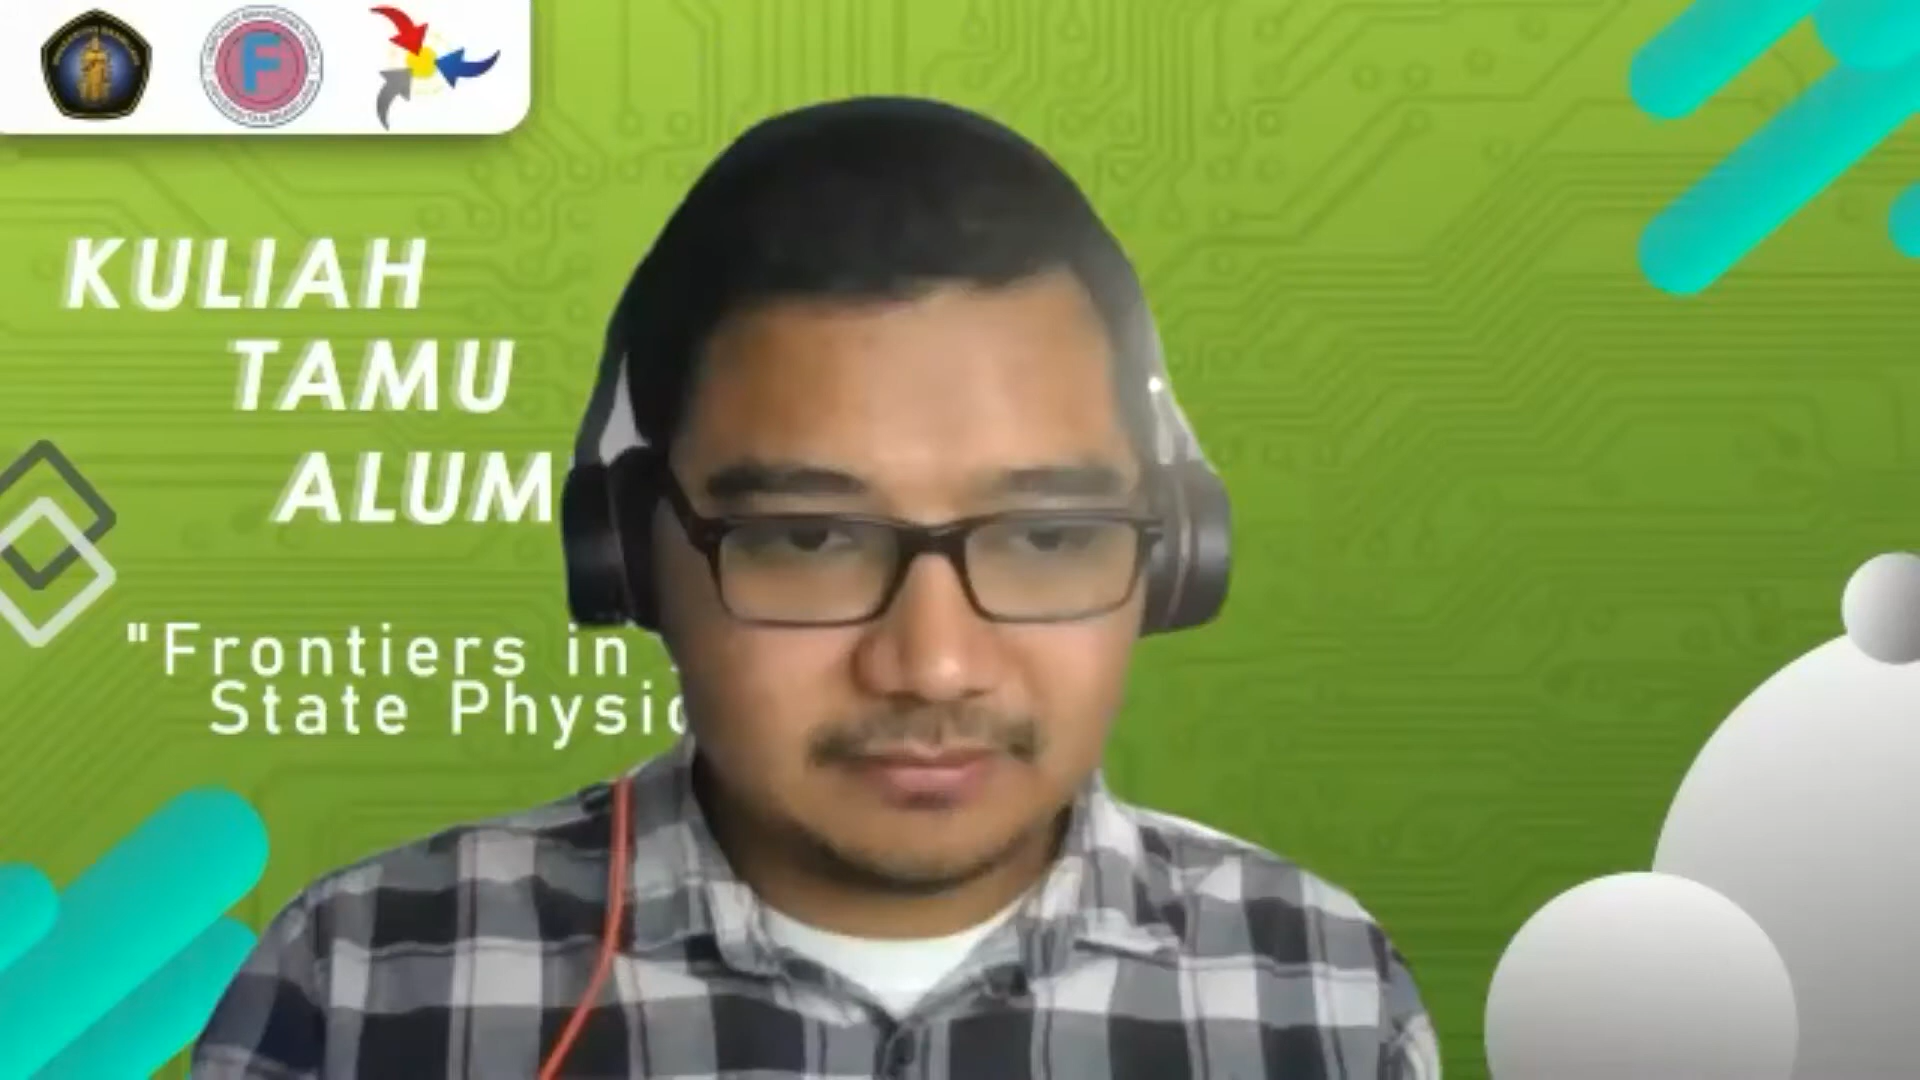 F
KULIAH
TAMU
ALUM
"Frontiers in
State Physic